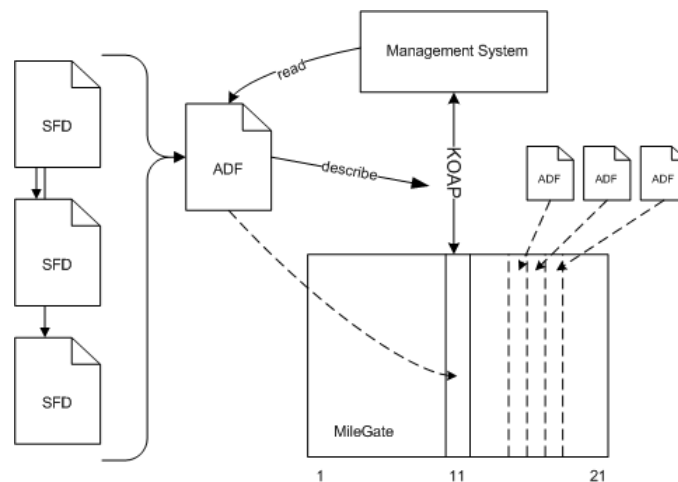 Management System
read
SFD
ADF
describe
KOAP
ADF
ADF
ADF
SFD
SFD
MileGate
1
11
21